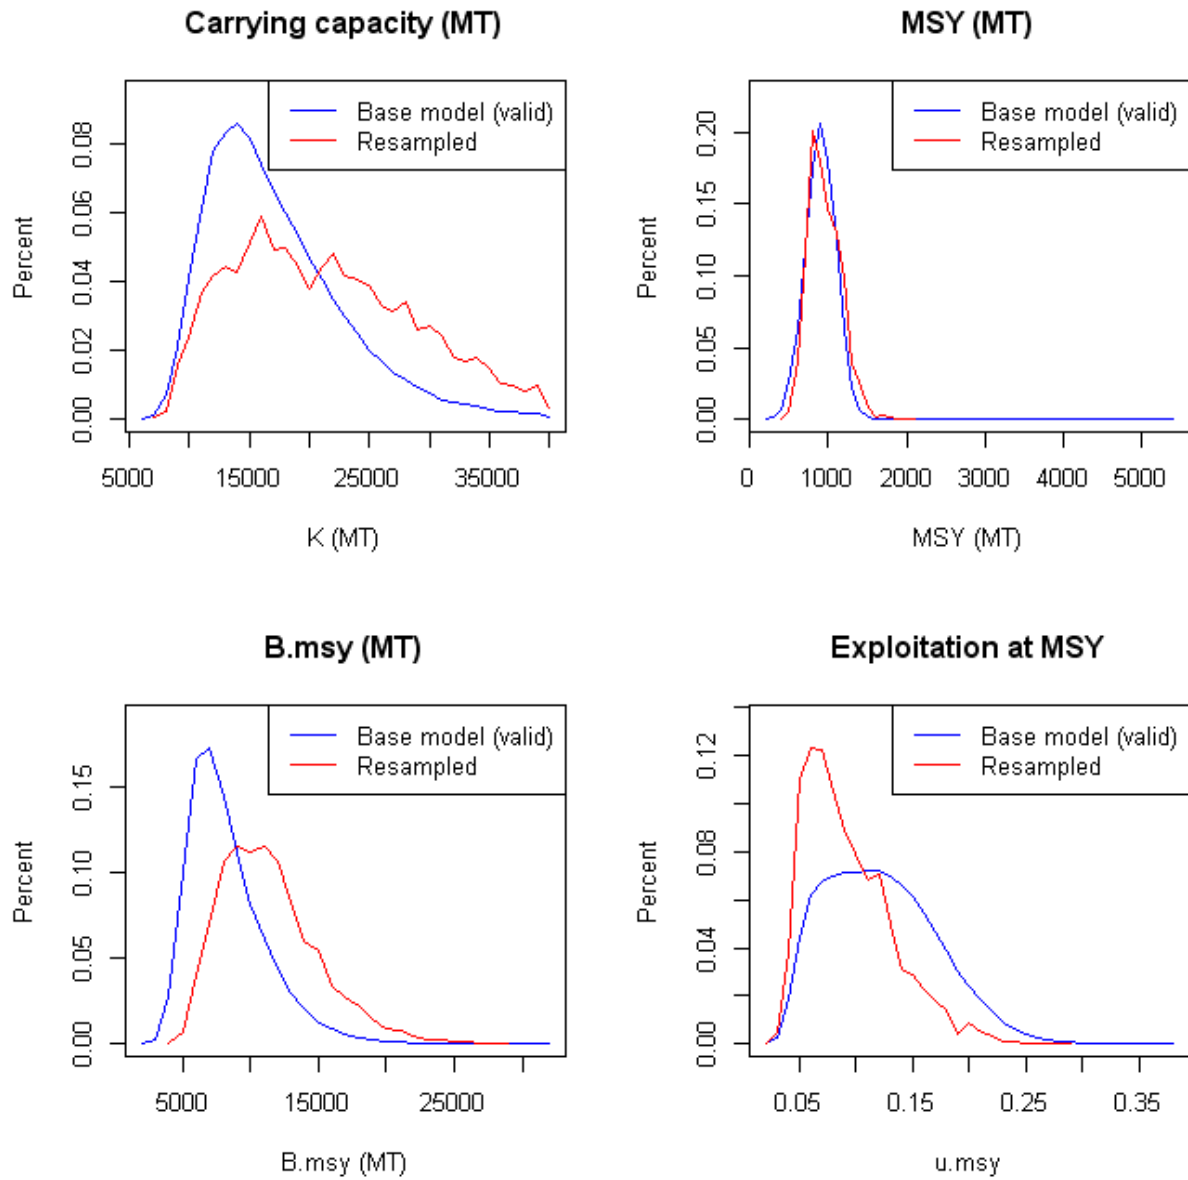 Carrying capacity (MT)
Base model (valid)
Resampled
Percent
0.00 0.02 0.04 0.06 0.08
5000 15000 25000 35000
K (MT)
MSY (MT)
Base model (valid)
Resampled
Percent
0.00 0.05 0.10 0.15 0.20
0 1000 2000 3000 4000 5000
MSY (MT)
B.msy (MT)
Base model (valid)
Resampled
Percent
0.00 0.05 0.10 0.15
5000 15000 25000
B.msy (MT)
Exploitation at MSY
Base model (valid)
Resampled
Percent
0.00 0.04 0.08 0.12
0.05 0.15 0.25 0.35
u.msy